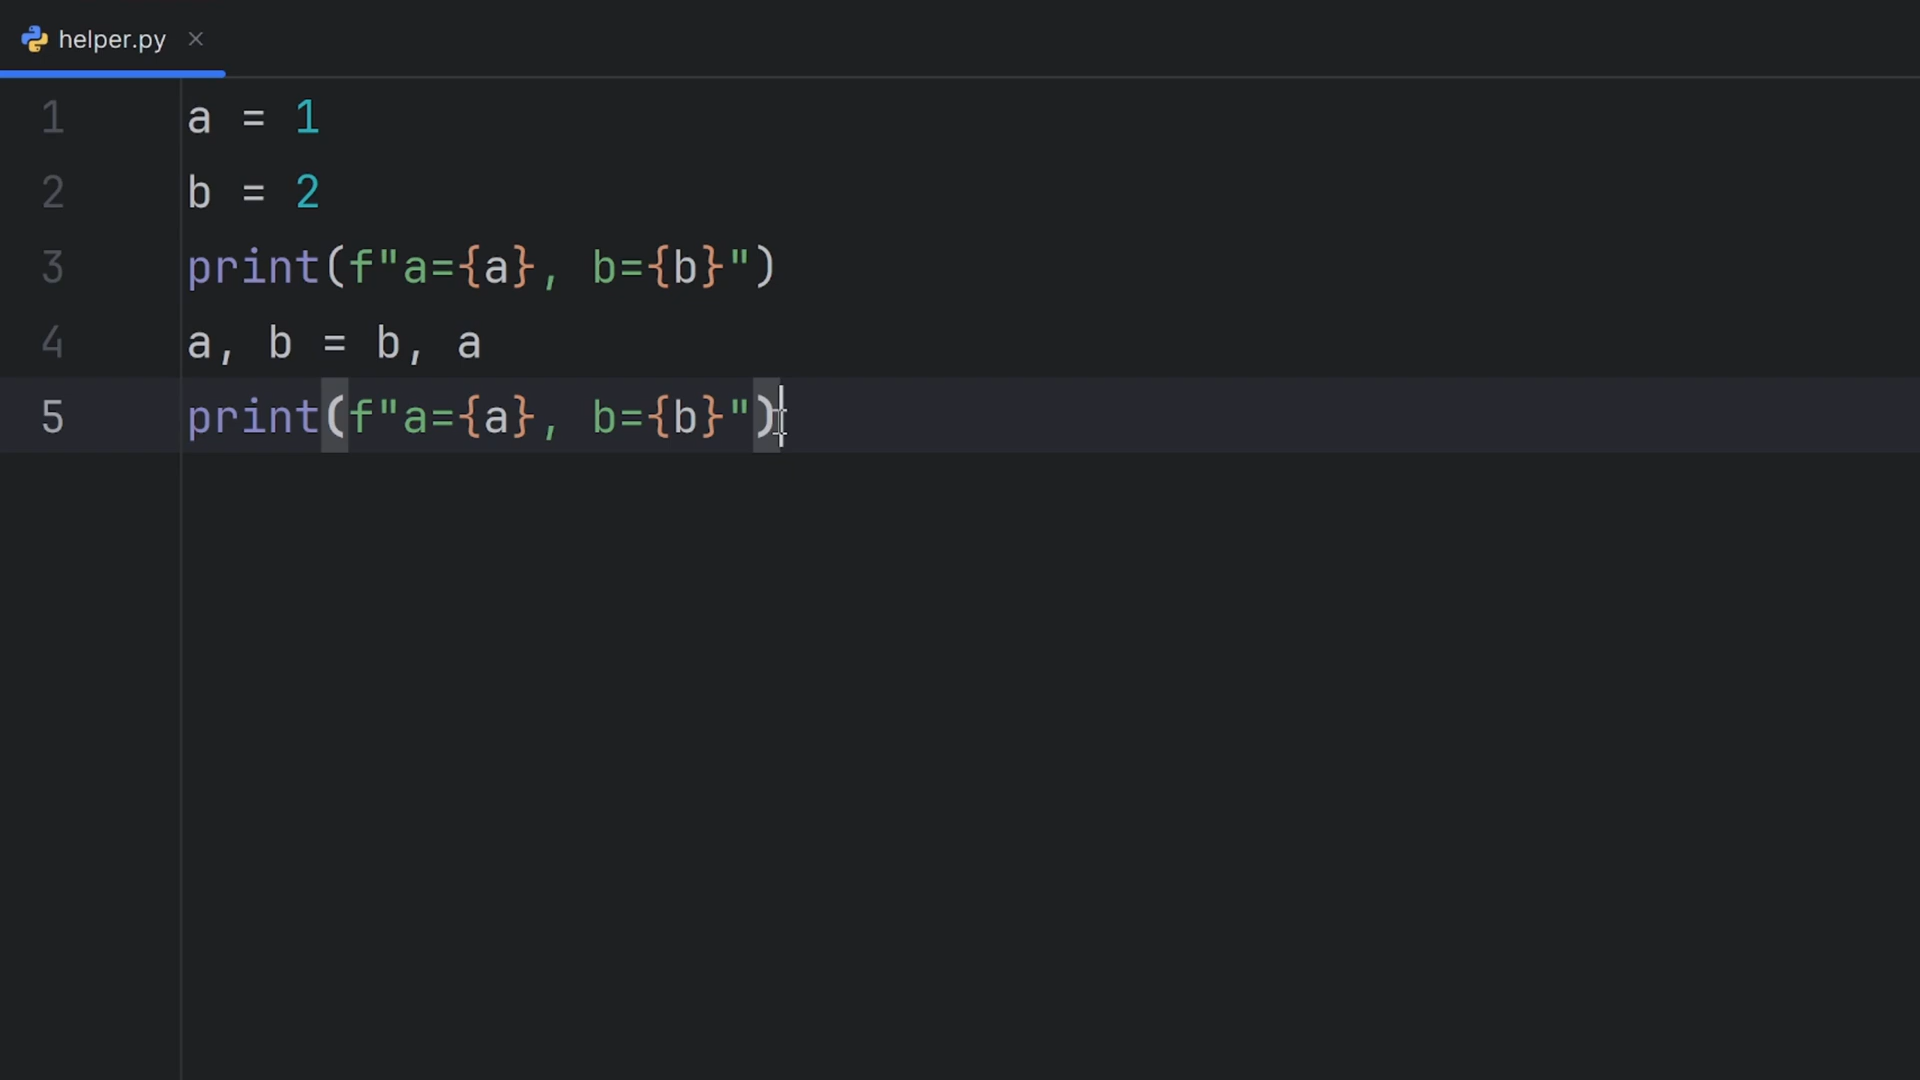 helper.py
1 a = 1
2 b = 2
3 print(f"a={a}, b={b}")
4 a, b = b, a
5 print(f"a={a}, b={b}")